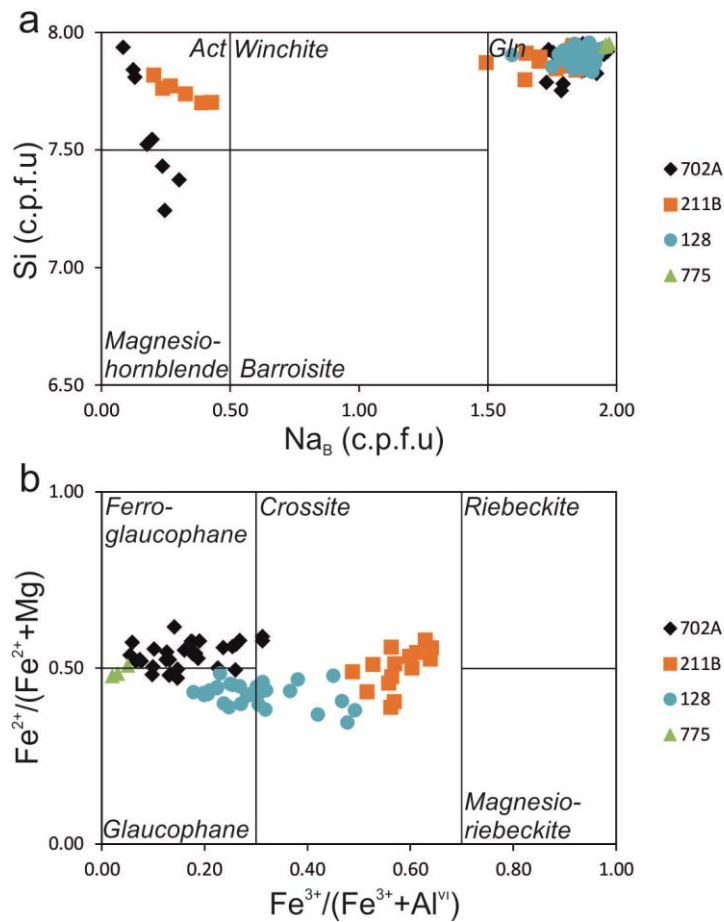 a
8.00
7.50
7.00
6.50
Si (c.p.f.u)
Act
Winchite
Gln
Magnesio-
hornblende
Barroisite
0.00
0.50
1.00
1.50
2.00
Na_B (c.p.f.u)
702A
211B
128
775
b
1.00
0.50
0.00
Fe²⁺/(Fe²⁺+Mg)
Ferro-
glaucophane
Crossite
Riebeckite
Glaucophane
Magnesio-
riebeckite
0.00
0.20
0.40
0.60
0.80
1.00
Fe³⁺/(Fe³⁺+Alⱽᴵ)
702A
211B
128
775